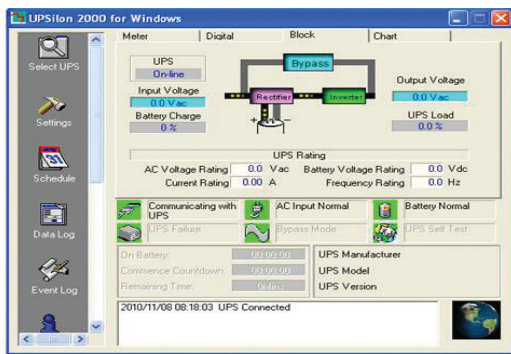 UPSilon 2000 for Windows
Meter Digital Block Chart
Select UPS
Settings
Schedule
Data Log
Event Log
UPS
On-line
Bypass
Input Voltage
0.0 Vac
Rectifier
Inverter
Output Voltage
0.0 Vac
Battery Charge
0 %
UPS Load
0.0 %
UPS Rating
AC Voltage Rating 0.0 Vac Battery Voltage Rating 0.0 Vdc
Current Rating 0.00 A Frequency Rating 0.0 Hz
Communicating with UPS AC Input Normal Battery Normal
UPS Failure Bypass Mode UPS Self Test
On Battery: 00:00:00
Commence Countdown 00:00:00
Remaining Time: Online
UPS Manufacturer
UPS Model
UPS Version
2010/11/08 08:18:03 UPS Connected